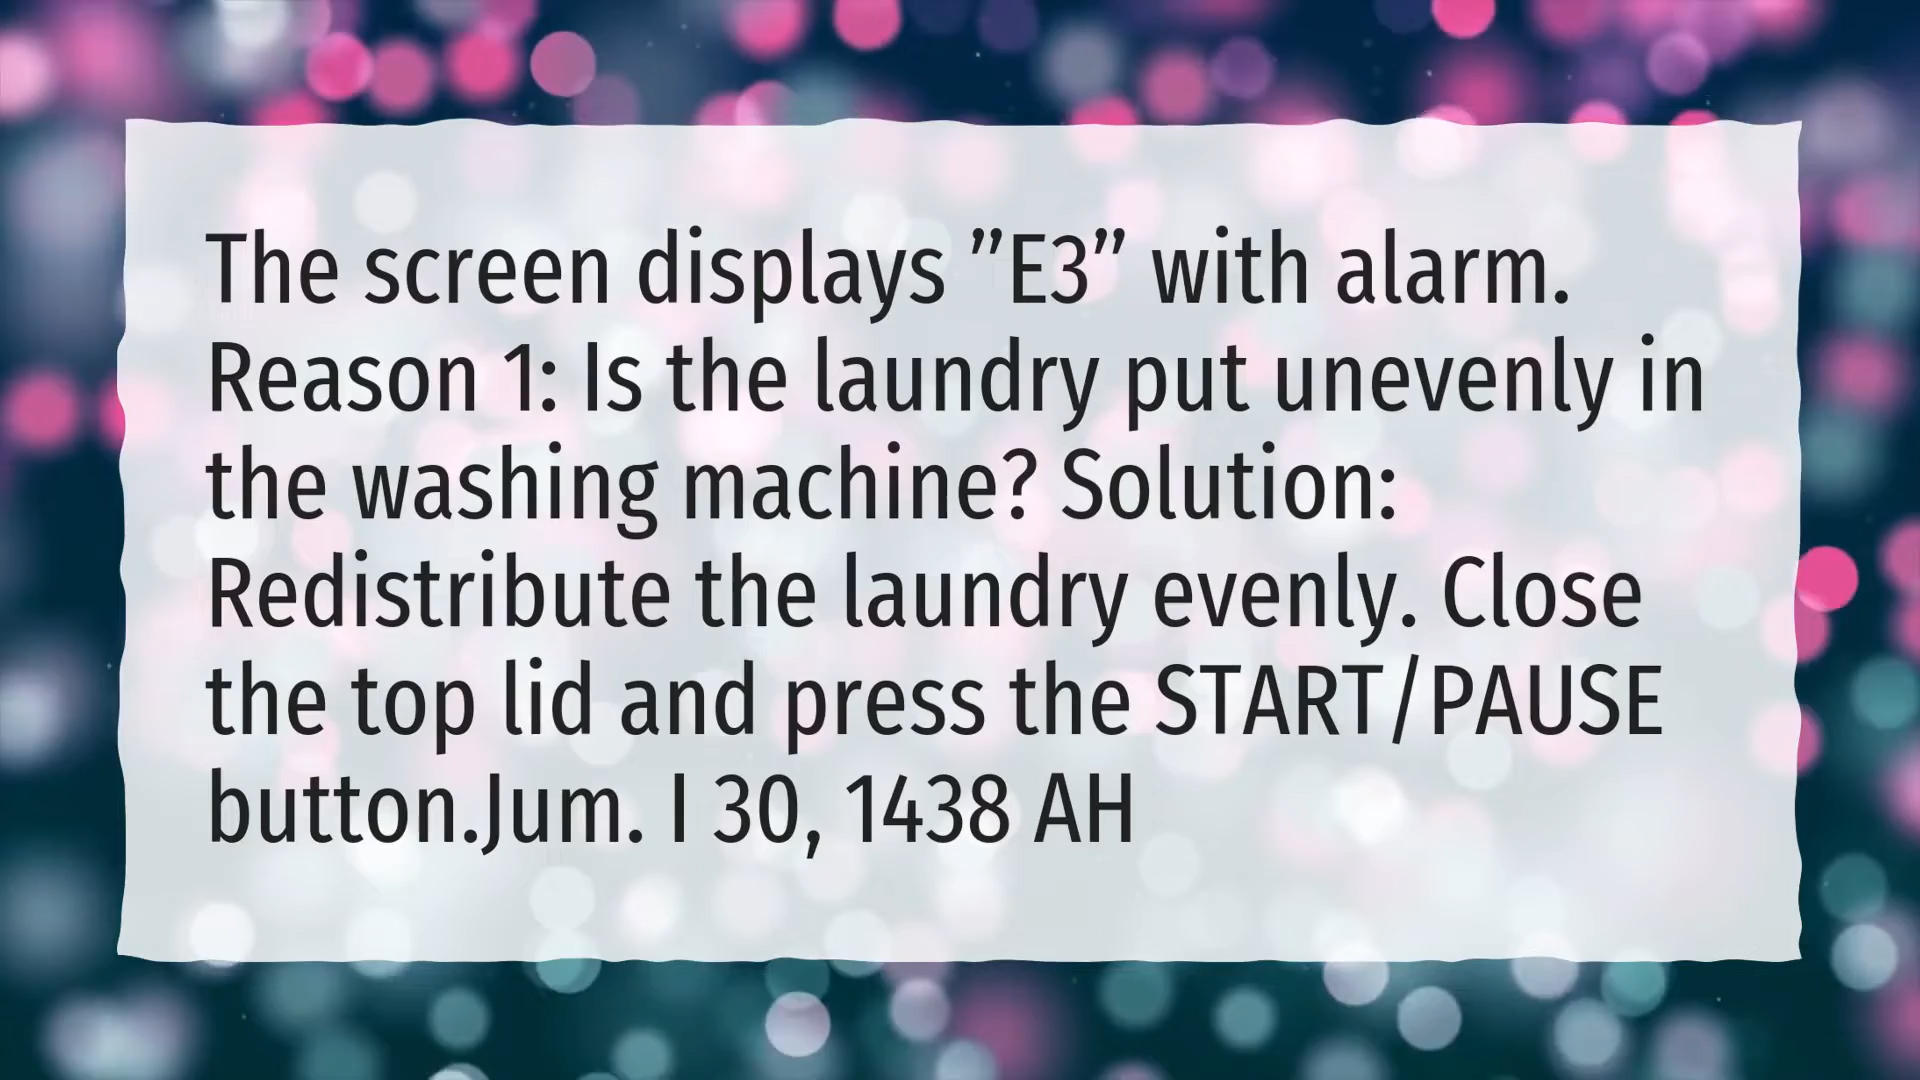 The screen displays ”E3” with alarm.
Reason 1: Is the laundry put unevenly in
the washing machine? Solution:
Redistribute the laundry evenly. Close
the top lid and press the START/PAUSE
button.Jum. I 30, 1438 AH